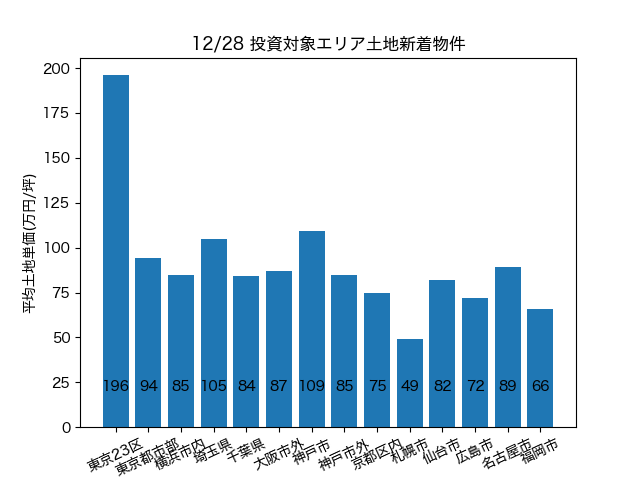 12/28 投資対象エリア土地新着物件
平均土地単価(万円/坪)
200
175
150
125
100
75
50
25
0
196 94 85 105 84 87 109 85 75 49 82 72 89 66
東京23区 東京都市部 横浜市内 埼玉県 千葉県 大阪市外 神戸市 神戸市外 京都区内 札幌市 仙台市 広島市 名古屋市 福岡市